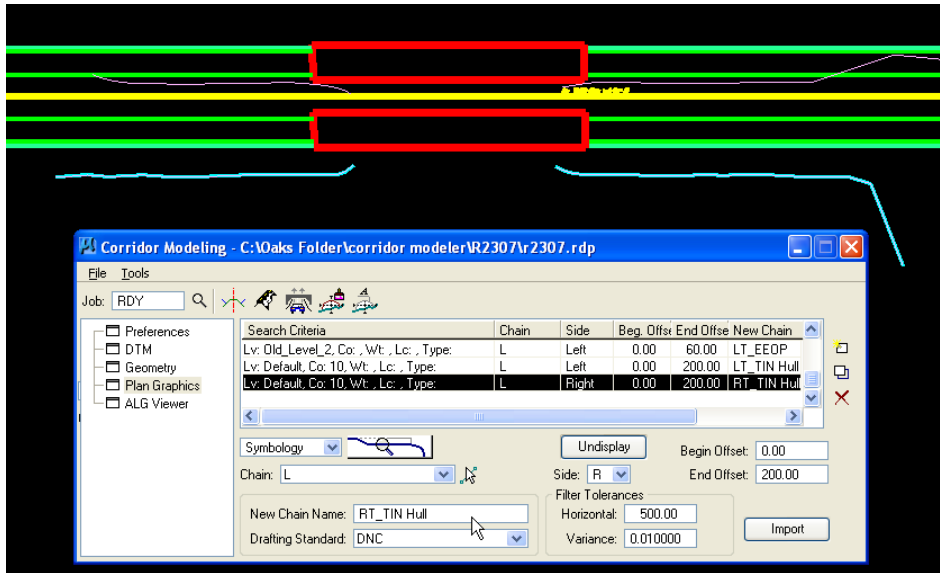 Corridor Modeling - C:\Oaks Folder\corridor modeler\R2307\r2307.rdp
File Tools
Job: RDY
Preferences
DTM
Geometry
Plan Graphics
ALG Viewer
Search Criteria Chain Side Beg. Offse End Offse New Chain
Lv: Old_Level_2, Co: , Wt: , Lc: , Type: L Left 0.00 60.00 LT_EEOP
Lv: Default, Co: 10, Wt: , Lc: , Type: L Left 0.00 200.00 LT_TIN Hull
Lv: Default, Co: 10, Wt: , Lc: , Type: L Right 0.00 200.00 RT_TIN Hul
Symbology Undisplay Begin Offset: 0.00
Chain: L Side: R End Offset: 200.00
Filter Tolerances
New Chain Name: RT_TIN Hull Horizontal: 500.00
Import
Drafting Standard: DNC Variance: 0.010000